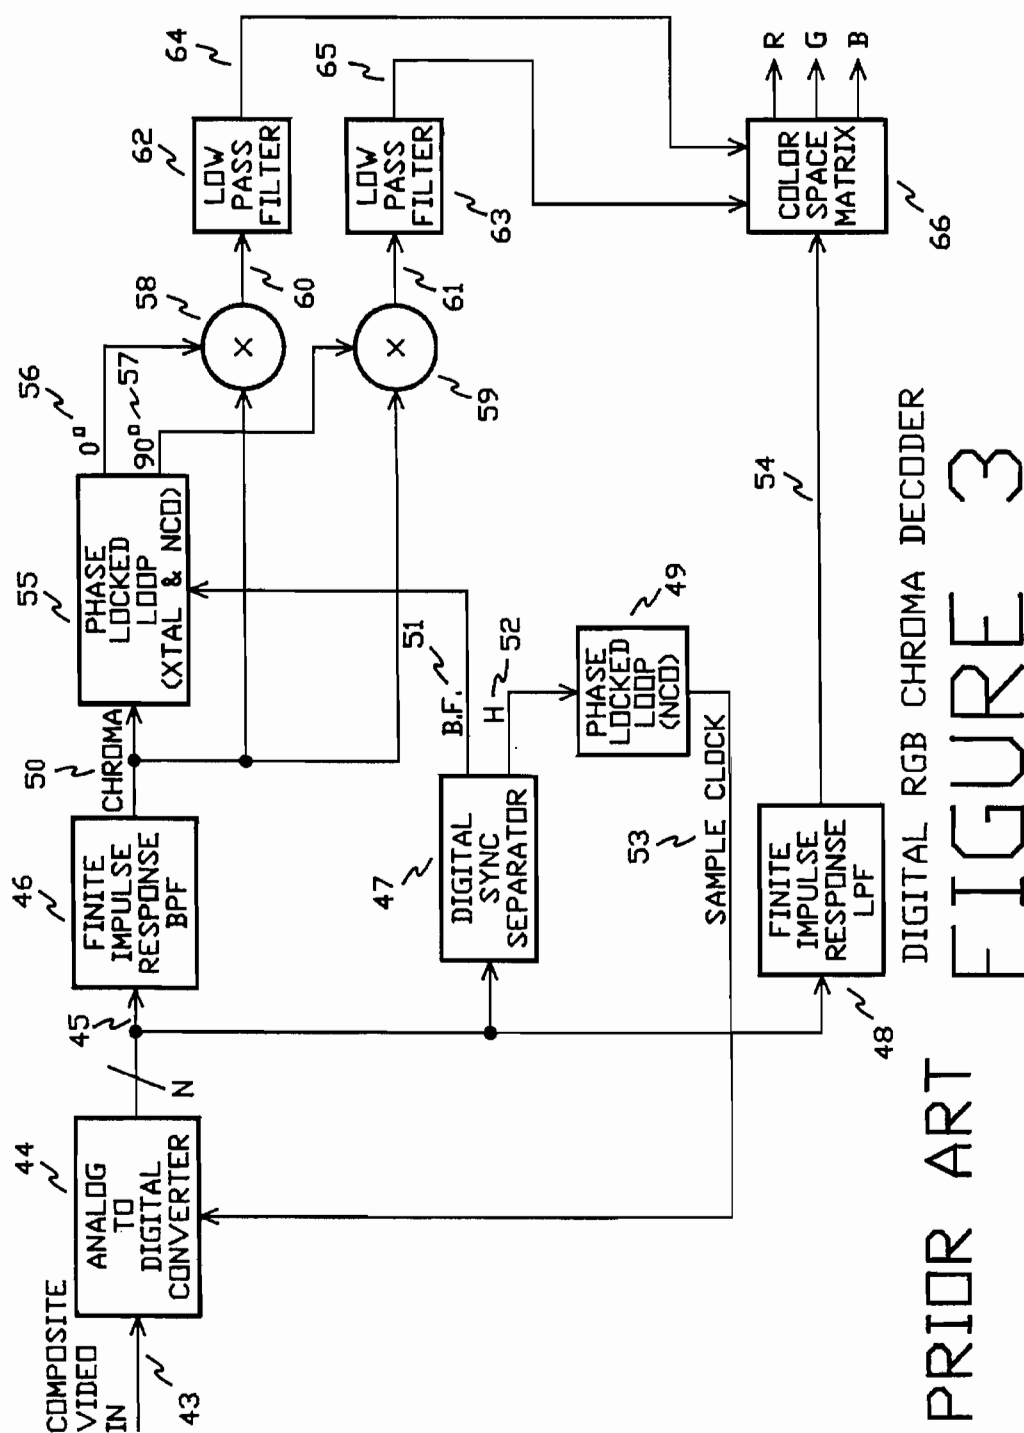 COMPOSITE
VIDEO
IN
43
44
ANALOG
TO
DIGITAL
CONVERTER
N
45
46
FINITE
IMPULSE
RESPONSE
BPF
50
CHROMA
55
PHASE
LOCKED
LOOP
(XTAL & NCO)
56
0°
90°
57
58
×
60
62
LOW
PASS
FILTER
64
59
×
61
63
LOW
PASS
FILTER
65
47
DIGITAL
SYNC
SEPARATOR
B.F.
51
H
52
49
PHASE
LOCKED
LOOP
(NCO)
SAMPLE CLOCK
53
48
FINITE
IMPULSE
RESPONSE
LPF
54
COLOR
SPACE
MATRIX
66
R
G
B
DIGITAL RGB CHROMA DECODER
PRIOR ART
FIGURE 3